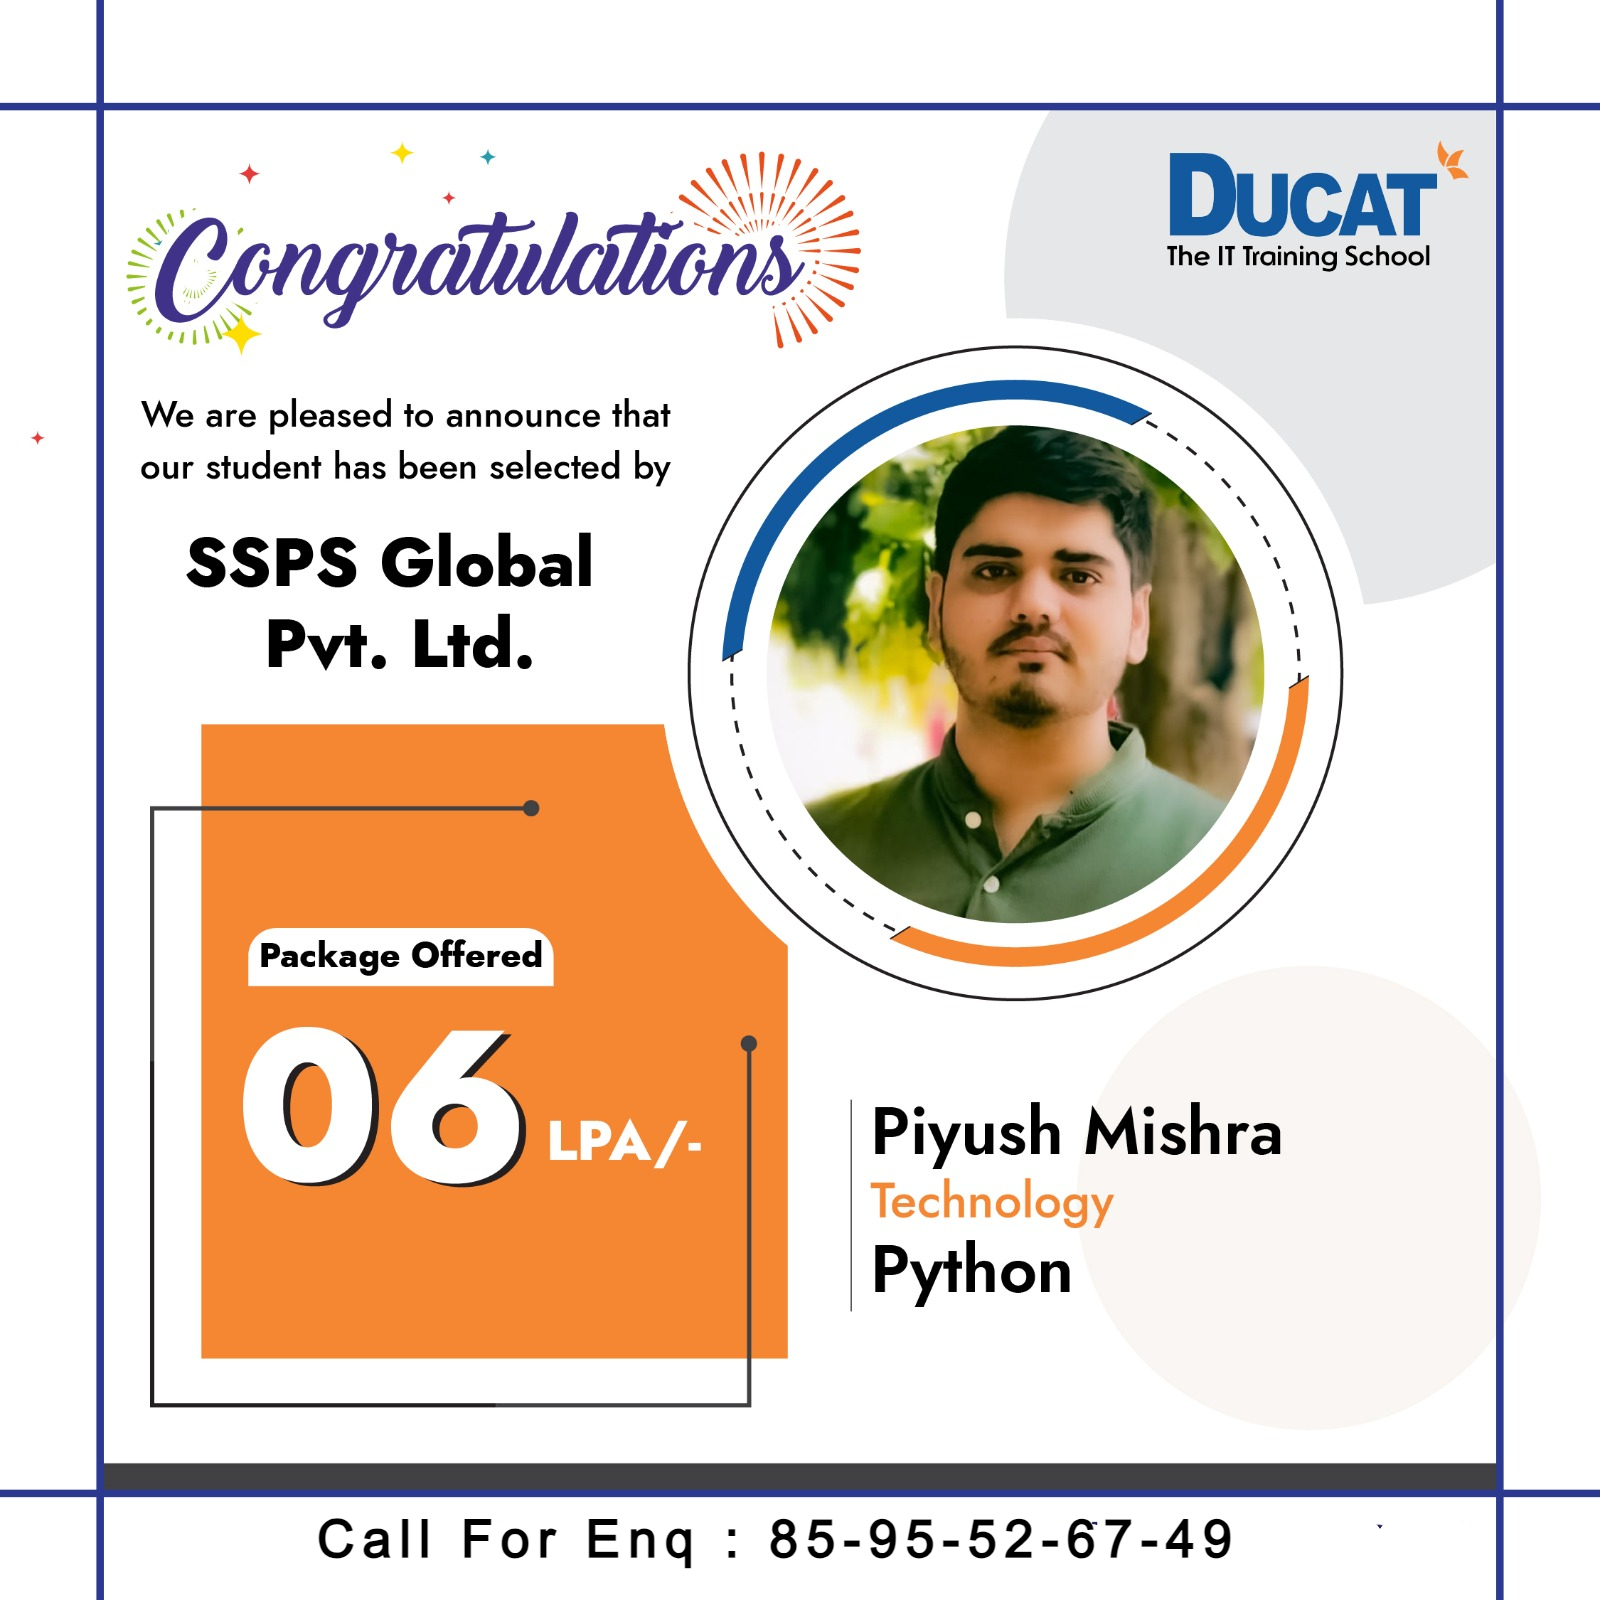 Congratulations
DUCAT
The IT Training School
We are pleased to announce that
our student has been selected by
SSPS Global
Pvt. Ltd.
Package Offered
06 LPA/-
Piyush Mishra
Technology
Python
Call For Enq : 85-95-52-67-49